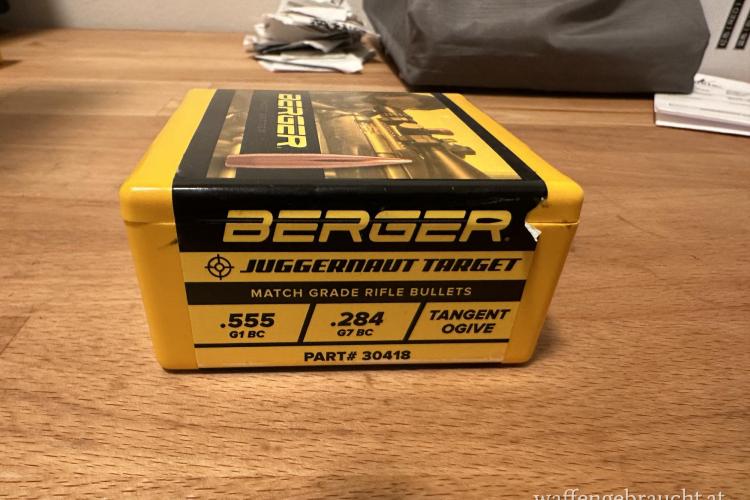 BERGER
BERGER
JUGGERNAUT TARGET
MATCH GRADE RIFLE BULLETS
.555
G1 BC
.284
G7 BC
TANGENT
OGIVE
PART# 30418
waffengebraucht.at